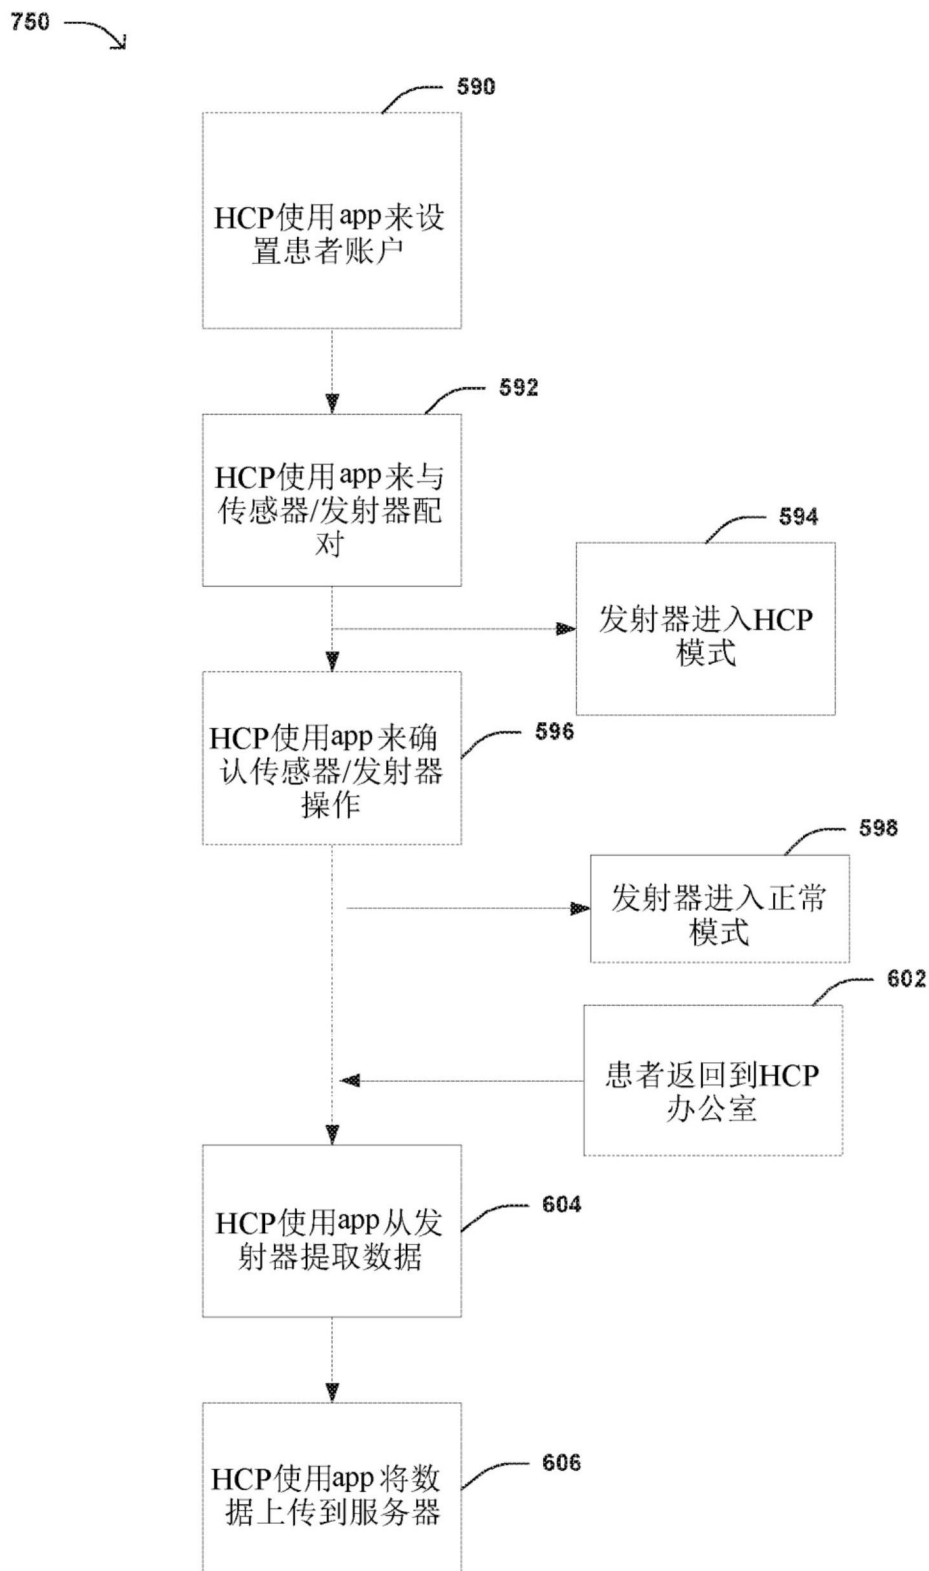 750
590
HCP使用app来设
置患者账户
592
HCP使用app来与
传感器/发射器配
对
594
发射器进入HCP
模式
596
HCP使用app来确
认传感器/发射器
操作
598
发射器进入正常
模式
602
患者返回到HCP
办公室
604
HCP使用app从发
射器提取数据
606
HCP使用app将数
据上传到服务器